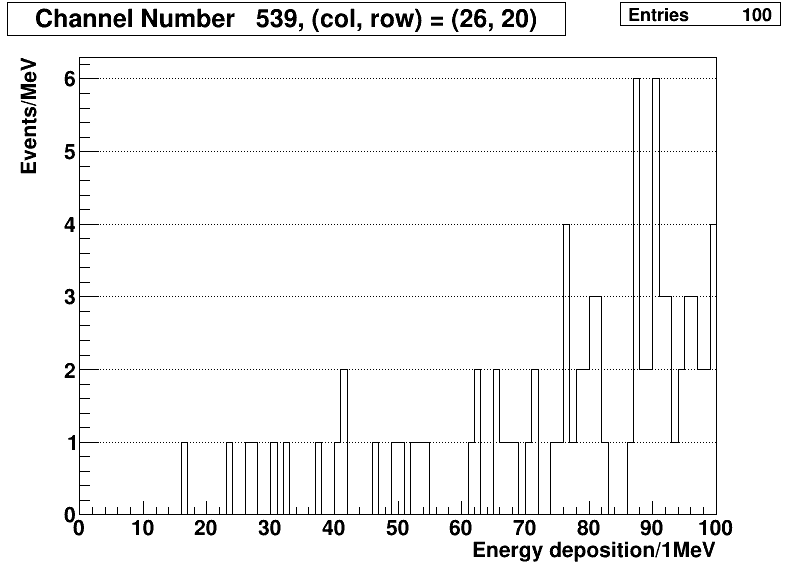 Channel Number 539, (col, row) = (26, 20)
Entries 100
Events/MeV
6
5
4
3
2
1
0
0 10 20 30 40 50 60 70 80 90 100
Energy deposition/1MeV